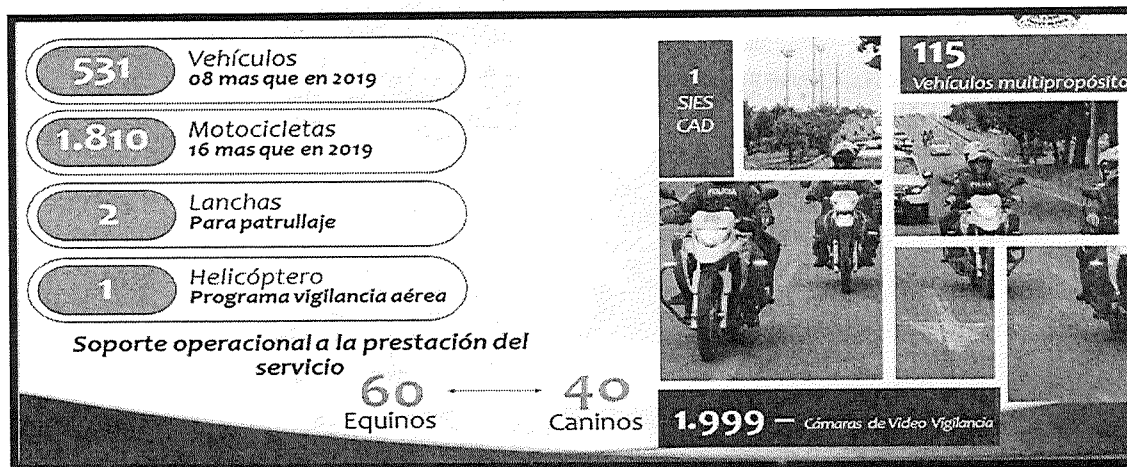 531
Vehículos
08 mas que en 2019
1.810
Motocicletas
16 mas que en 2019
2
Lanchas
Para patrullaje
1
Helicóptero
Programa vigilancia aérea
Soporte operacional a la prestación del
servicio
60
Equinos
40
Caninos
1
SIES
CAD
115
Vehículos multipropósito
POLICIA
1.999 – Cámaras de Video Vigilancia